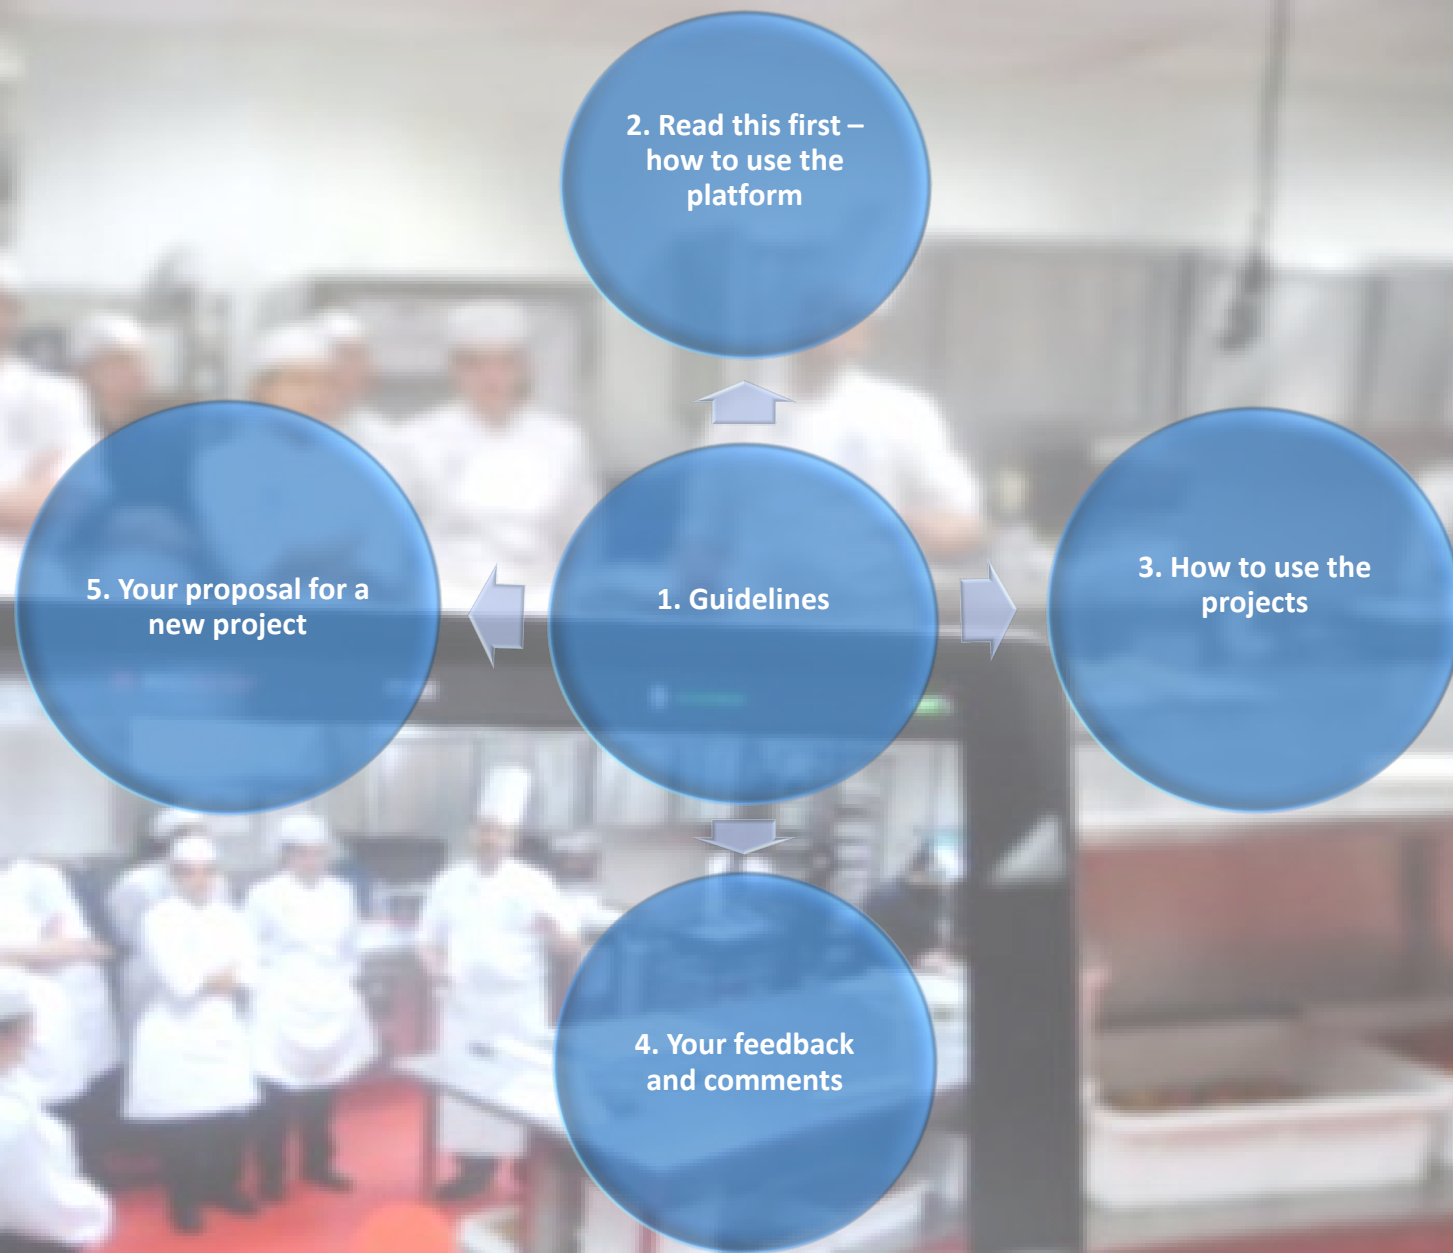 2. Read this first –
how to use the
platform
5. Your proposal for a
new project
1. Guidelines
3. How to use the
projects
4. Your feedback
and comments